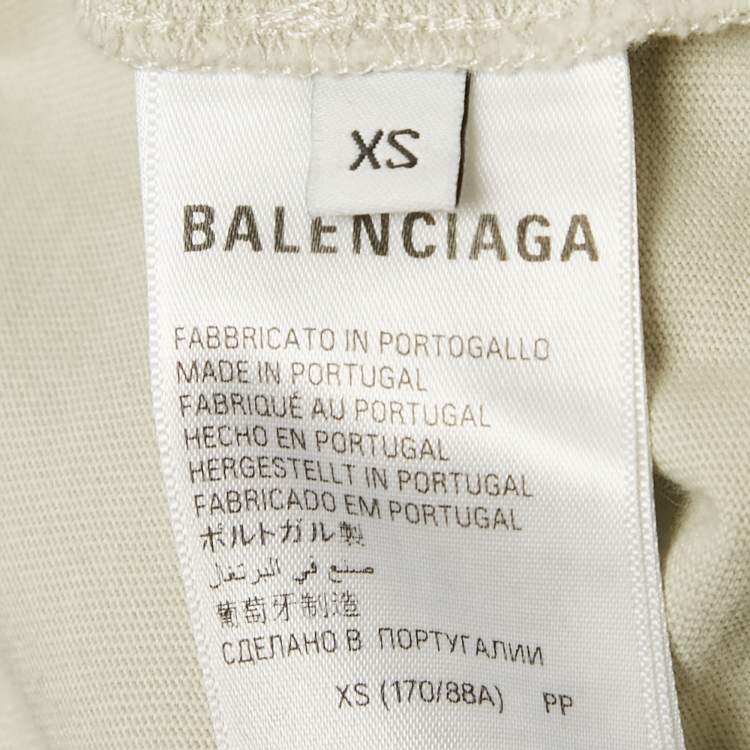 XS
BALENCIAGA
FABBRICATO IN PORTOGALLO
MADE IN PORTUGAL
FABRIQUÉ AU PORTUGAL
HECHO EN PORTUGAL
HERGESTELLT IN PORTUGAL
FABRICADO EM PORTUGAL
ポルトガル製
صنع في البرتغال
葡萄牙制造
СДЕЛАНО В ПОРТУГАЛИИ
XS (170/88A) PP